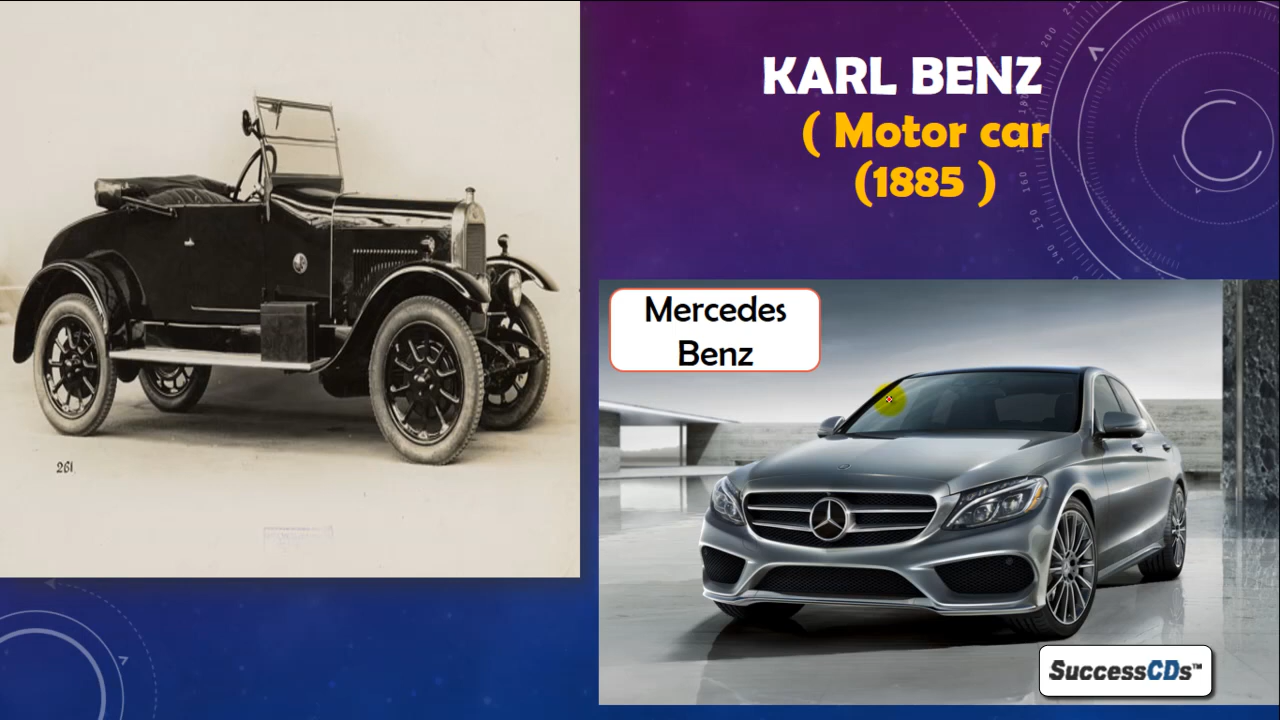 KARL BENZ
( Motor car
(1885 )
Mercedes
Benz
261
SuccessCDs™